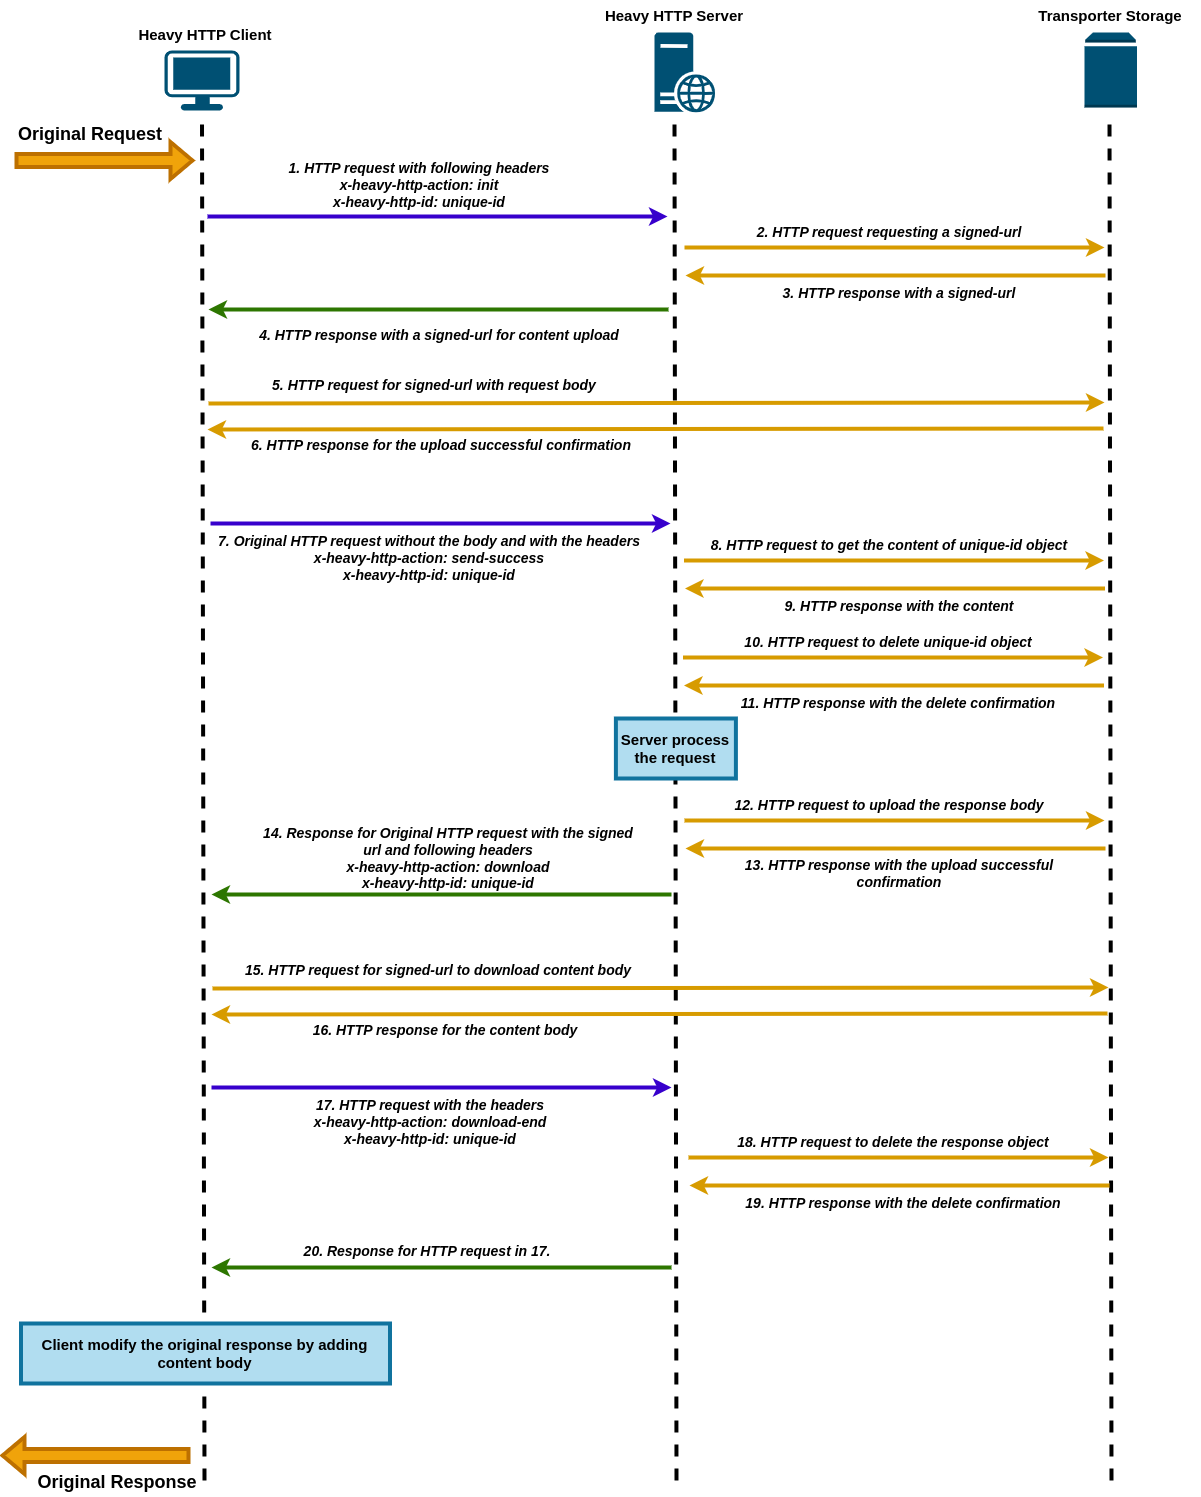 Heavy HTTP Client
Heavy HTTP Server
Transporter Storage
Original Request
1. HTTP request with following headers
x-heavy-http-action: init
x-heavy-http-id: unique-id
2. HTTP request requesting a signed-url
3. HTTP response with a signed-url
4. HTTP response with a signed-url for content upload
5. HTTP request for signed-url with request body
6. HTTP response for the upload successful confirmation
7. Original HTTP request without the body and with the headers
x-heavy-http-action: send-success
x-heavy-http-id: unique-id
8. HTTP request to get the content of unique-id object
9. HTTP response with the content
10. HTTP request to delete unique-id object
11. HTTP response with the delete confirmation
Server process
the request
12. HTTP request to upload the response body
13. HTTP response with the upload successful
confirmation
14. Response for Original HTTP request with the signed
url and following headers
x-heavy-http-action: download
x-heavy-http-id: unique-id
15. HTTP request for signed-url to download content body
16. HTTP response for the content body
17. HTTP request with the headers
x-heavy-http-action: download-end
x-heavy-http-id: unique-id
18. HTTP request to delete the response object
19. HTTP response with the delete confirmation
20. Response for HTTP request in 17.
Client modify the original response by adding
content body
Original Response